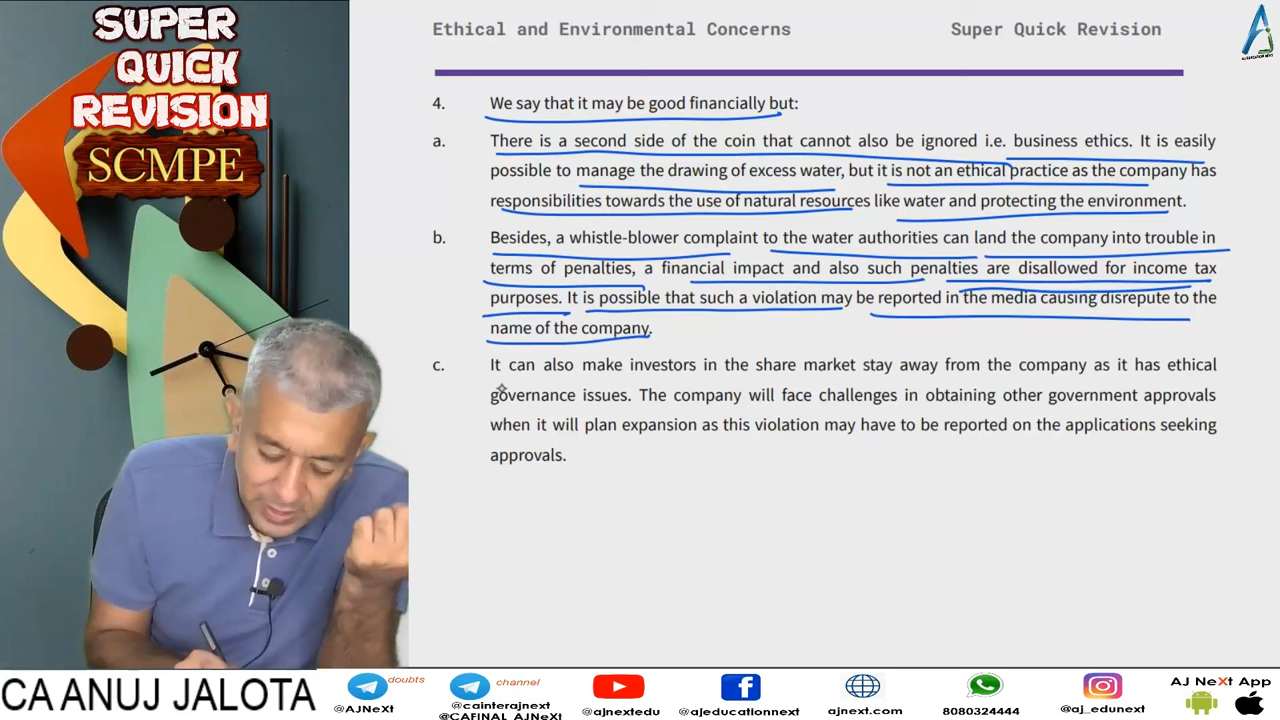 SUPER
QUICK
REVISION
SCMPE
Ethical and Environmental Concerns
Super Quick Revision
4. We say that it may be good financially but:
a. There is a second side of the coin that cannot also be ignored i.e. business ethics. It is easily
possible to manage the drawing of excess water, but it is not an ethical practice as the company has
responsibilities towards the use of natural resources like water and protecting the environment.
b. Besides, a whistle-blower complaint to the water authorities can land the company into trouble in
terms of penalties, a financial impact and also such penalties are disallowed for income tax
purposes. It is possible that such a violation may be reported in the media causing disrepute to the
name of the company.
c. It can also make investors in the share market stay away from the company as it has ethical
governance issues. The company will face challenges in obtaining other government approvals
when it will plan expansion as this violation may have to be reported on the applications seeking
approvals.
CA ANUJ JALOTA
doubts
@AJNeXt
channel
@cainterajnext
@CAFINAL_AJNeXt
@ajnextedu
@ajeducationnext
ajnext.com
8080324444
@aj_edunext
AJ NeXt App